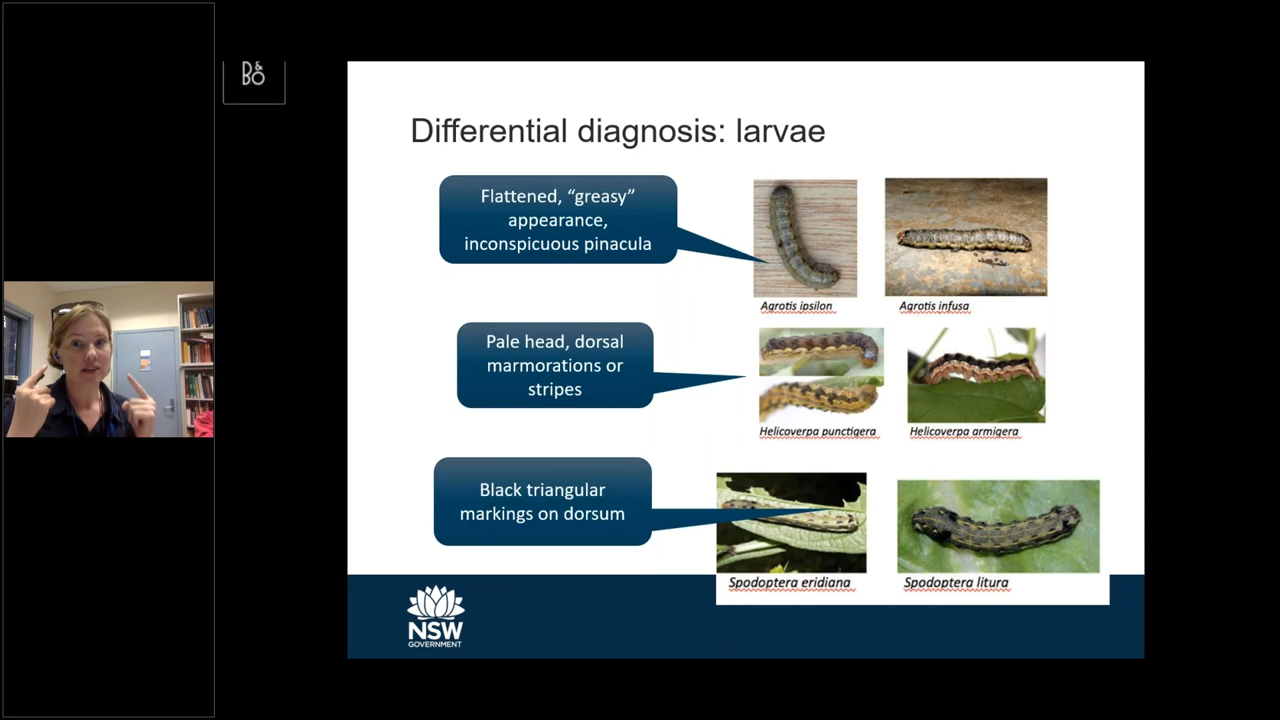 B&
BO
Differential diagnosis: larvae
Flattened, “greasy”
appearance,
inconspicuous pinacula
Agrotis ipsilon
Agrotis infusa
Pale head, dorsal
marmorations or
stripes
Helicoverpa punctigera
Helicoverpa armigera
Black triangular
markings on dorsum
Spodoptera eridiana
Spodoptera litura
NSW
GOVERNMENT